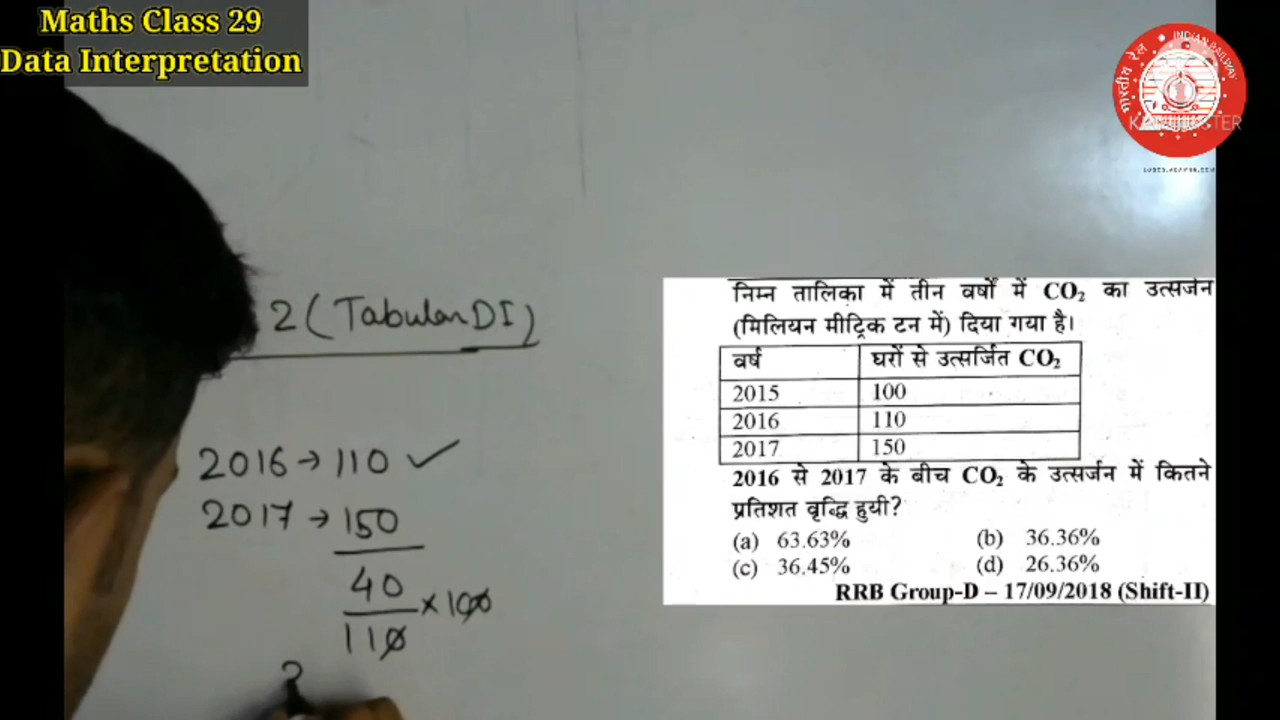 Maths Class 29
Data Interpretation
भारतीय रेल
INDIAN RAILWAY
2 ( Tabular DI )
2016 → 110 ✓
2017 → 150
40
110
× 100
निम्न तालिका में तीन वर्षों में CO₂ का उत्सर्जन
(मिलियन मीट्रिक टन में) दिया गया है।
वर्ष घरों से उत्सर्जित CO₂
2015 100
2016 110
2017 150
2016 से 2017 के बीच CO₂ के उत्सर्जन में कितने
प्रतिशत वृद्धि हुयी?
(a) 63.63% (b) 36.36%
(c) 36.45% (d) 26.36%
RRB Group-D – 17/09/2018 (Shift-II)